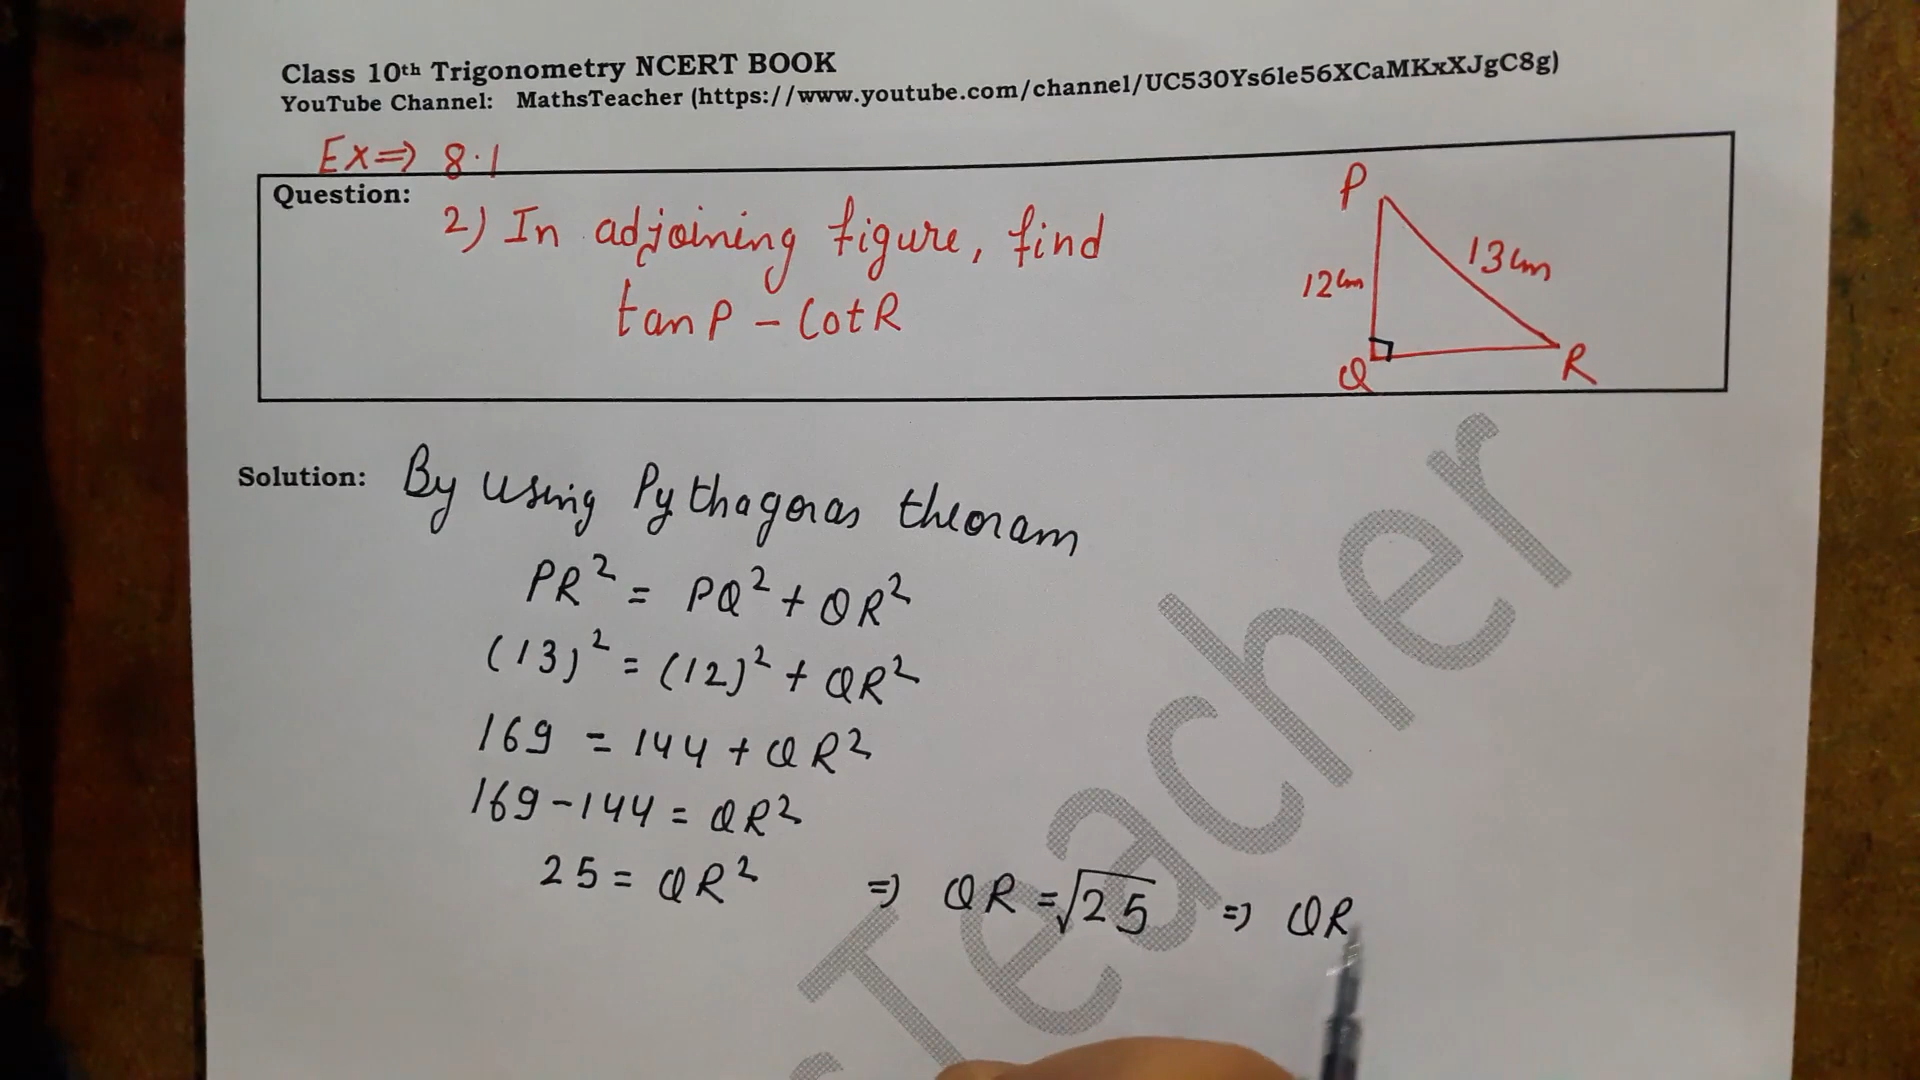 Class 10th Trigonometry NCERT BOOK
YouTube Channel: MathsTeacher (https://www.youtube.com/channel/UC530Ys6le56XCaMKxXJgC8g)
Ex⇒ 8.1
Question:
2) In adjoining figure, find
tan P - Cot R
P
12cm
13cm
Q
R
Solution: By using Pythagoras theoram
PR² = PQ² + QR²
(13)² = (12)² + QR²
169 = 144 + QR²
169-144 = QR²
25 = QR² ⇒ QR = √25 ⇒ QR
Teacher